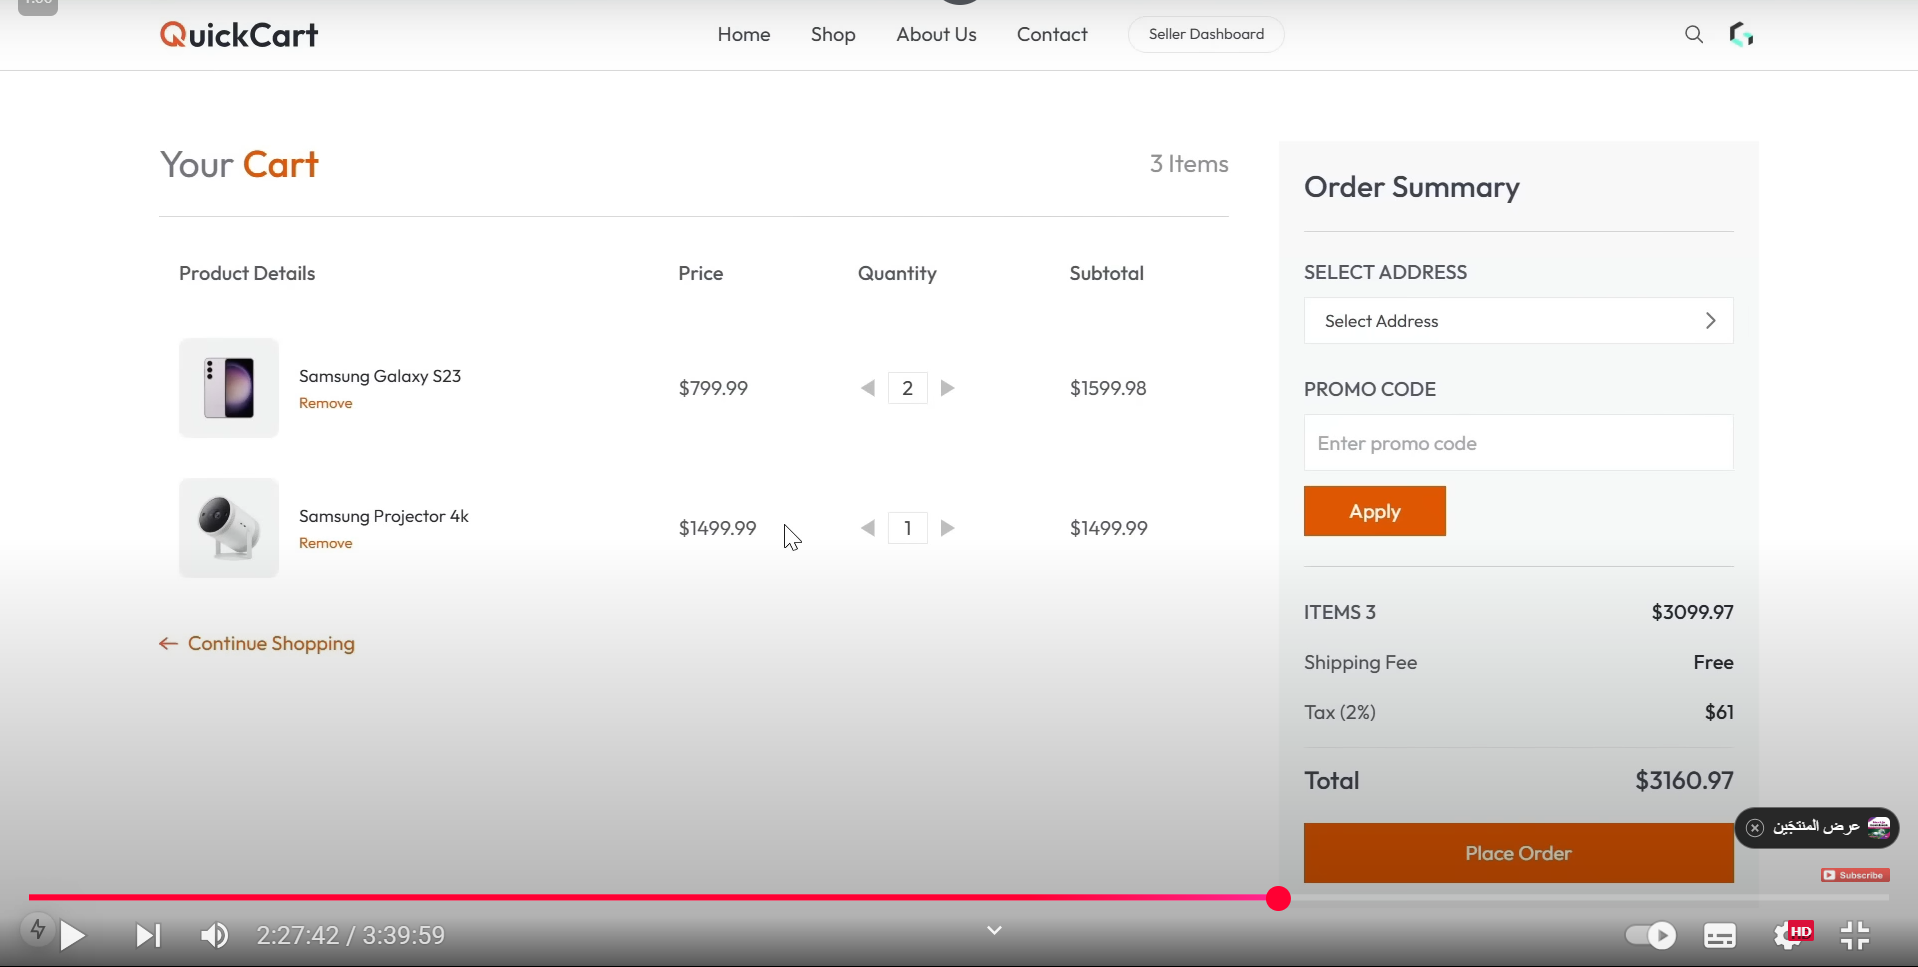 QuickCart
Home Shop About Us Contact Seller Dashboard
Your Cart
3 Items
Product Details Price Quantity Subtotal
Samsung Galaxy S23
Remove
$799.99 2 $1599.98
Samsung Projector 4k
Remove
$1499.99 1 $1499.99
← Continue Shopping
Order Summary
SELECT ADDRESS
Select Address
PROMO CODE
Enter promo code
Apply
ITEMS 3 $3099.97
Shipping Fee Free
Tax (2%) $61
Total $3160.97
Place Order
عرض المنتجَين
Subscribe
2:27:42 / 3:39:59
HD